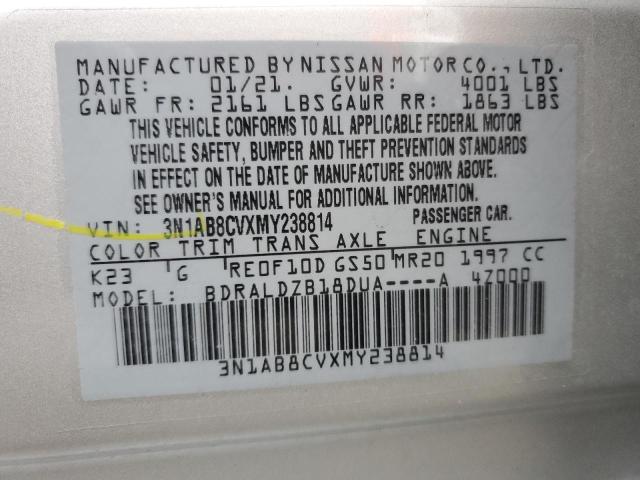 MANUFACTURED BY NISSAN MOTOR CO., LTD.
DATE: 01/21. GVWR: 4001 LBS
GAWR FR: 2161 LBS GAWR RR: 1863 LBS
THIS VEHICLE CONFORMS TO ALL APPLICABLE FEDERAL MOTOR
VEHICLE SAFETY, BUMPER AND THEFT PREVENTION STANDARDS
IN EFFECT ON THE DATE OF MANUFACTURE SHOWN ABOVE.
SEE OWNER'S MANUAL FOR ADDITIONAL INFORMATION.
VIN: 3N1AB8CVXMY238814 PASSENGER CAR.
COLOR TRIM TRANS AXLE ENGINE
K23 G RE0F10D GS50 MR20 1997 CC
MODEL: BDRALDZB18DUA----A 4Z000
3N1AB8CVXMY238814